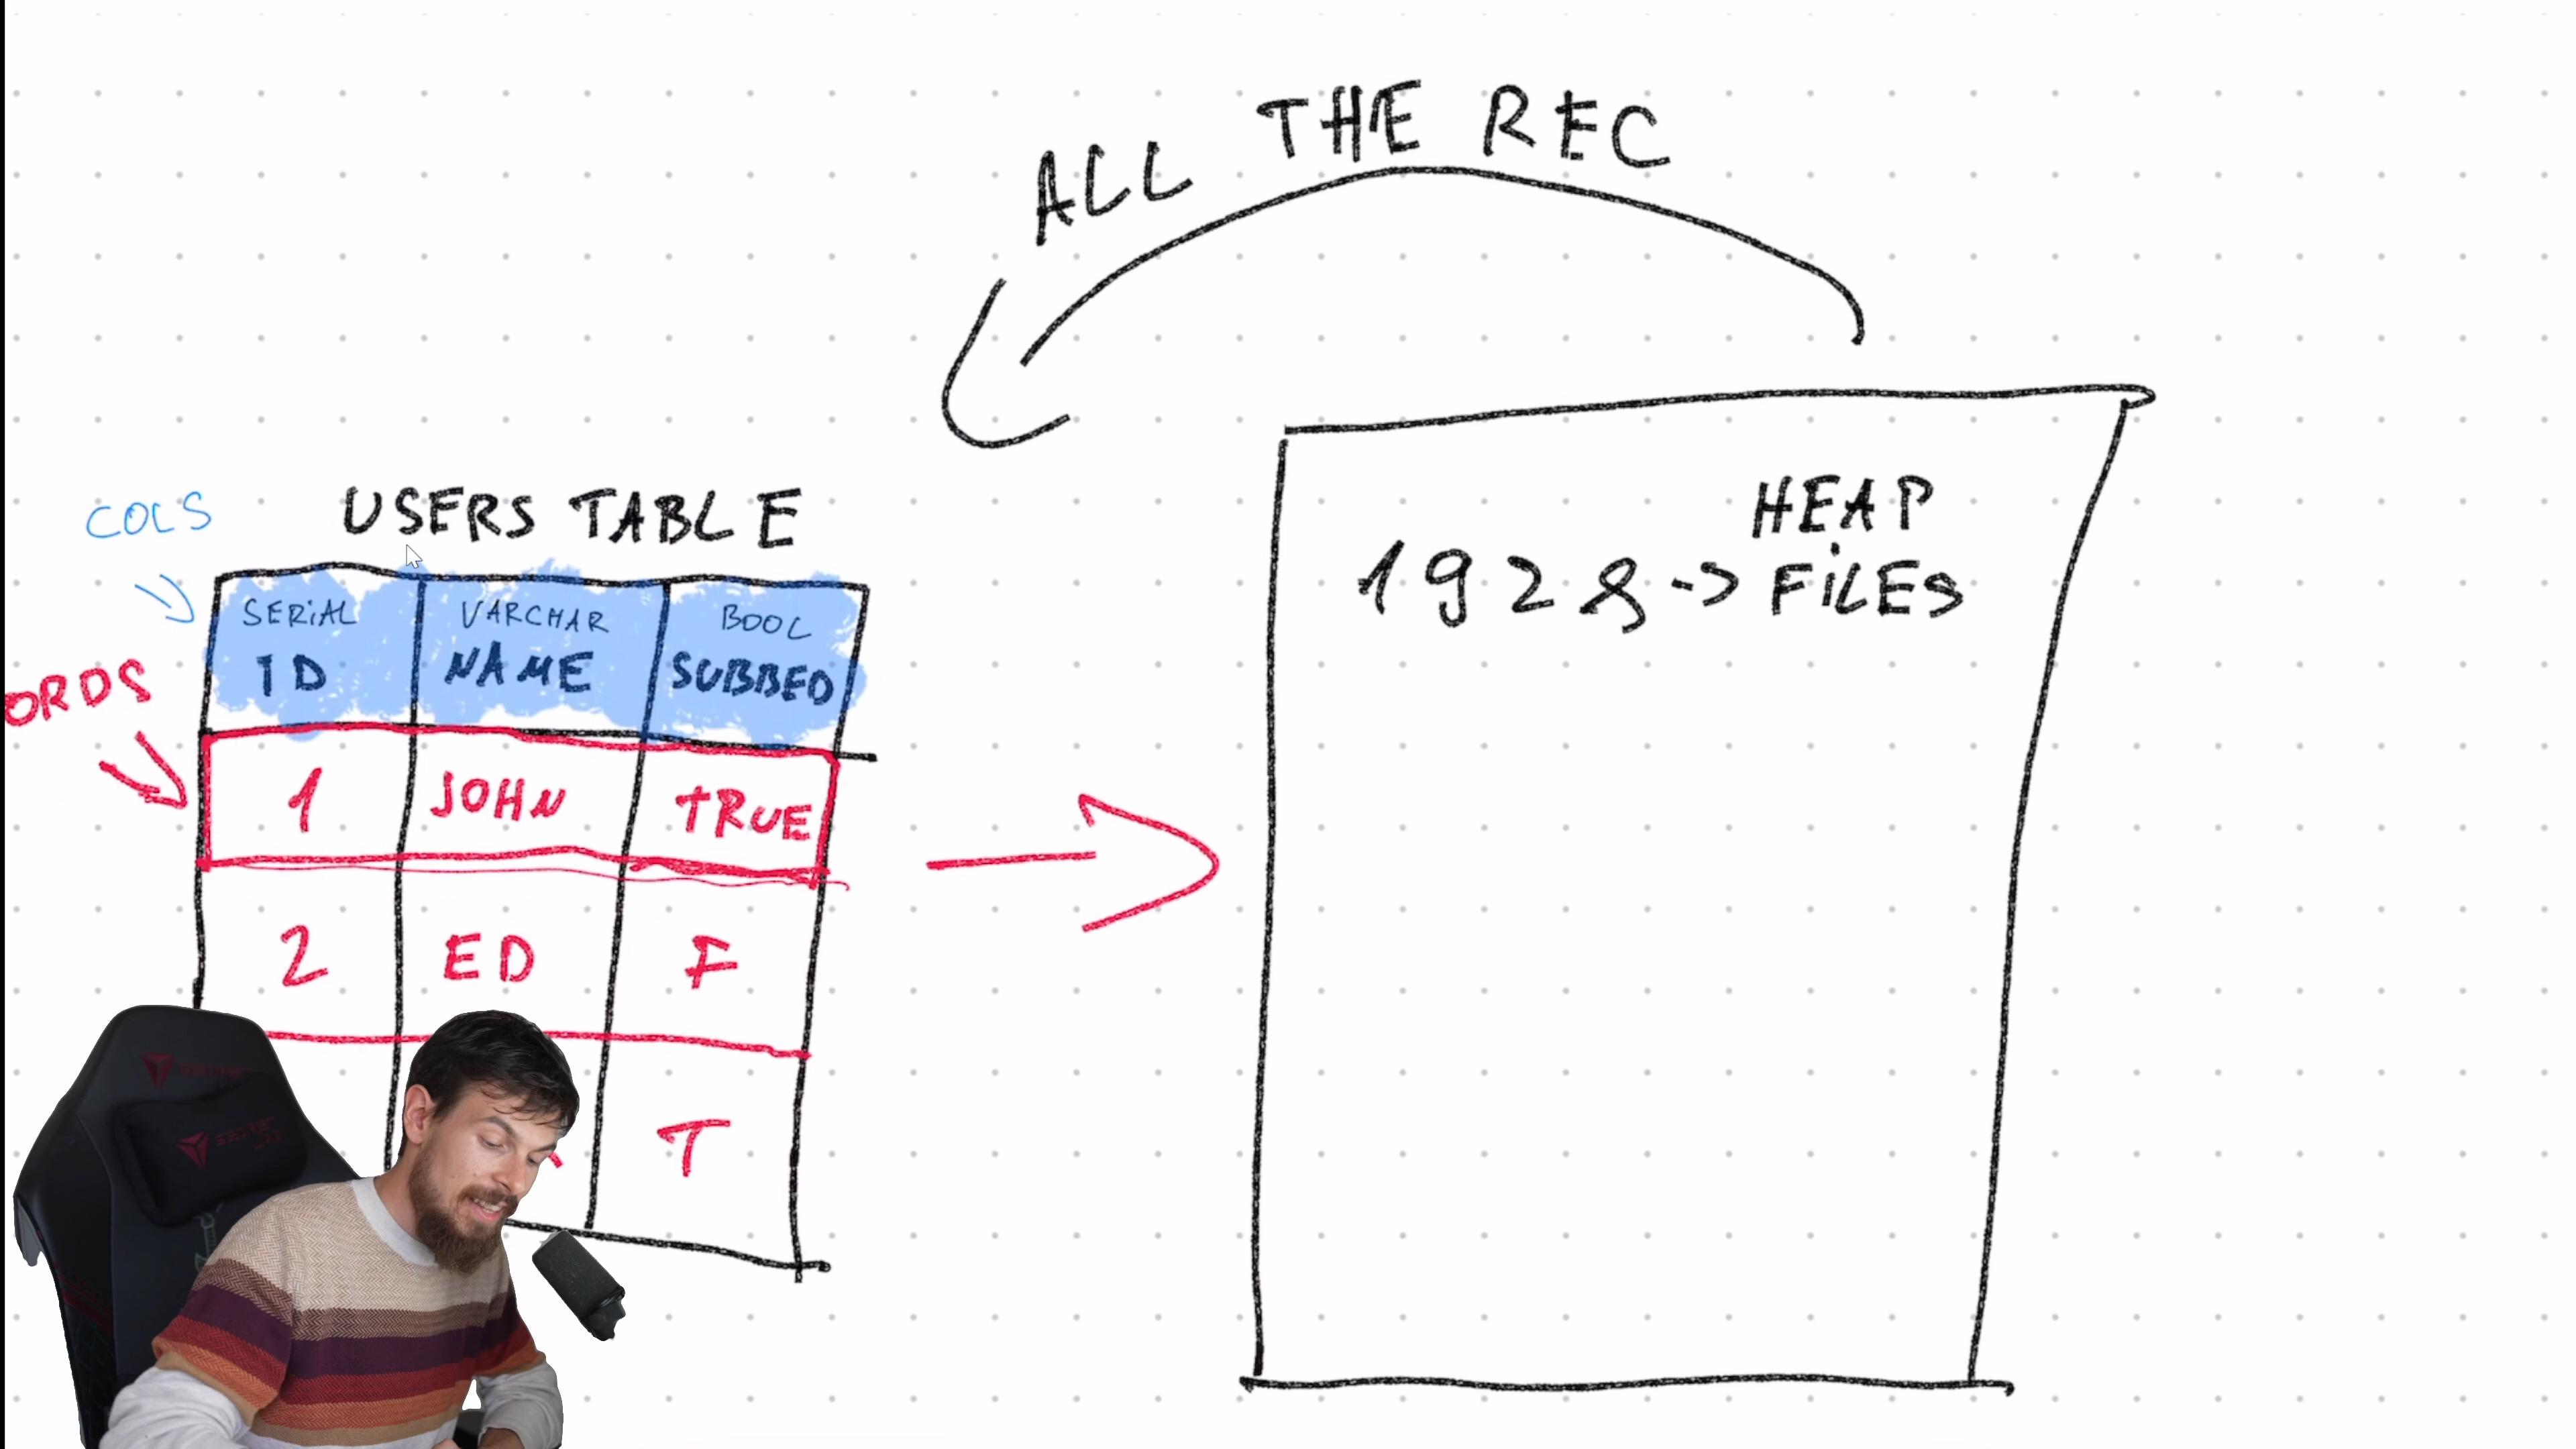 ALL THE REC
HEAP
1928 -> FILES
COLS
USERS TABLE
SERIAL VARCHAR BOOL
ID NAME SUBBED
ORDS
1 JOHN TRUE
2 ED F
T